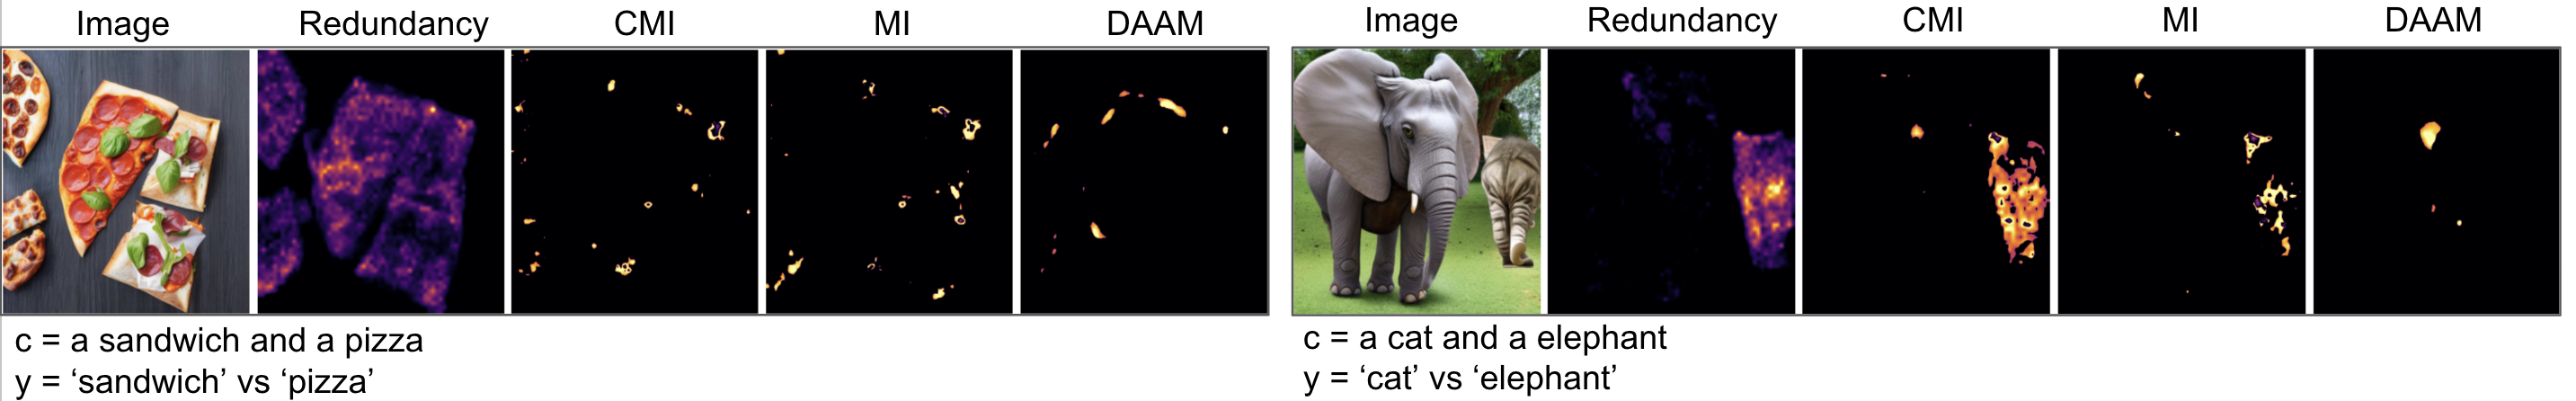 Image Redundancy CMI MI DAAM
c = a sandwich and a pizza
y = ‘sandwich’ vs ‘pizza’
Image Redundancy CMI MI DAAM
c = a cat and a elephant
y = ‘cat’ vs ‘elephant’